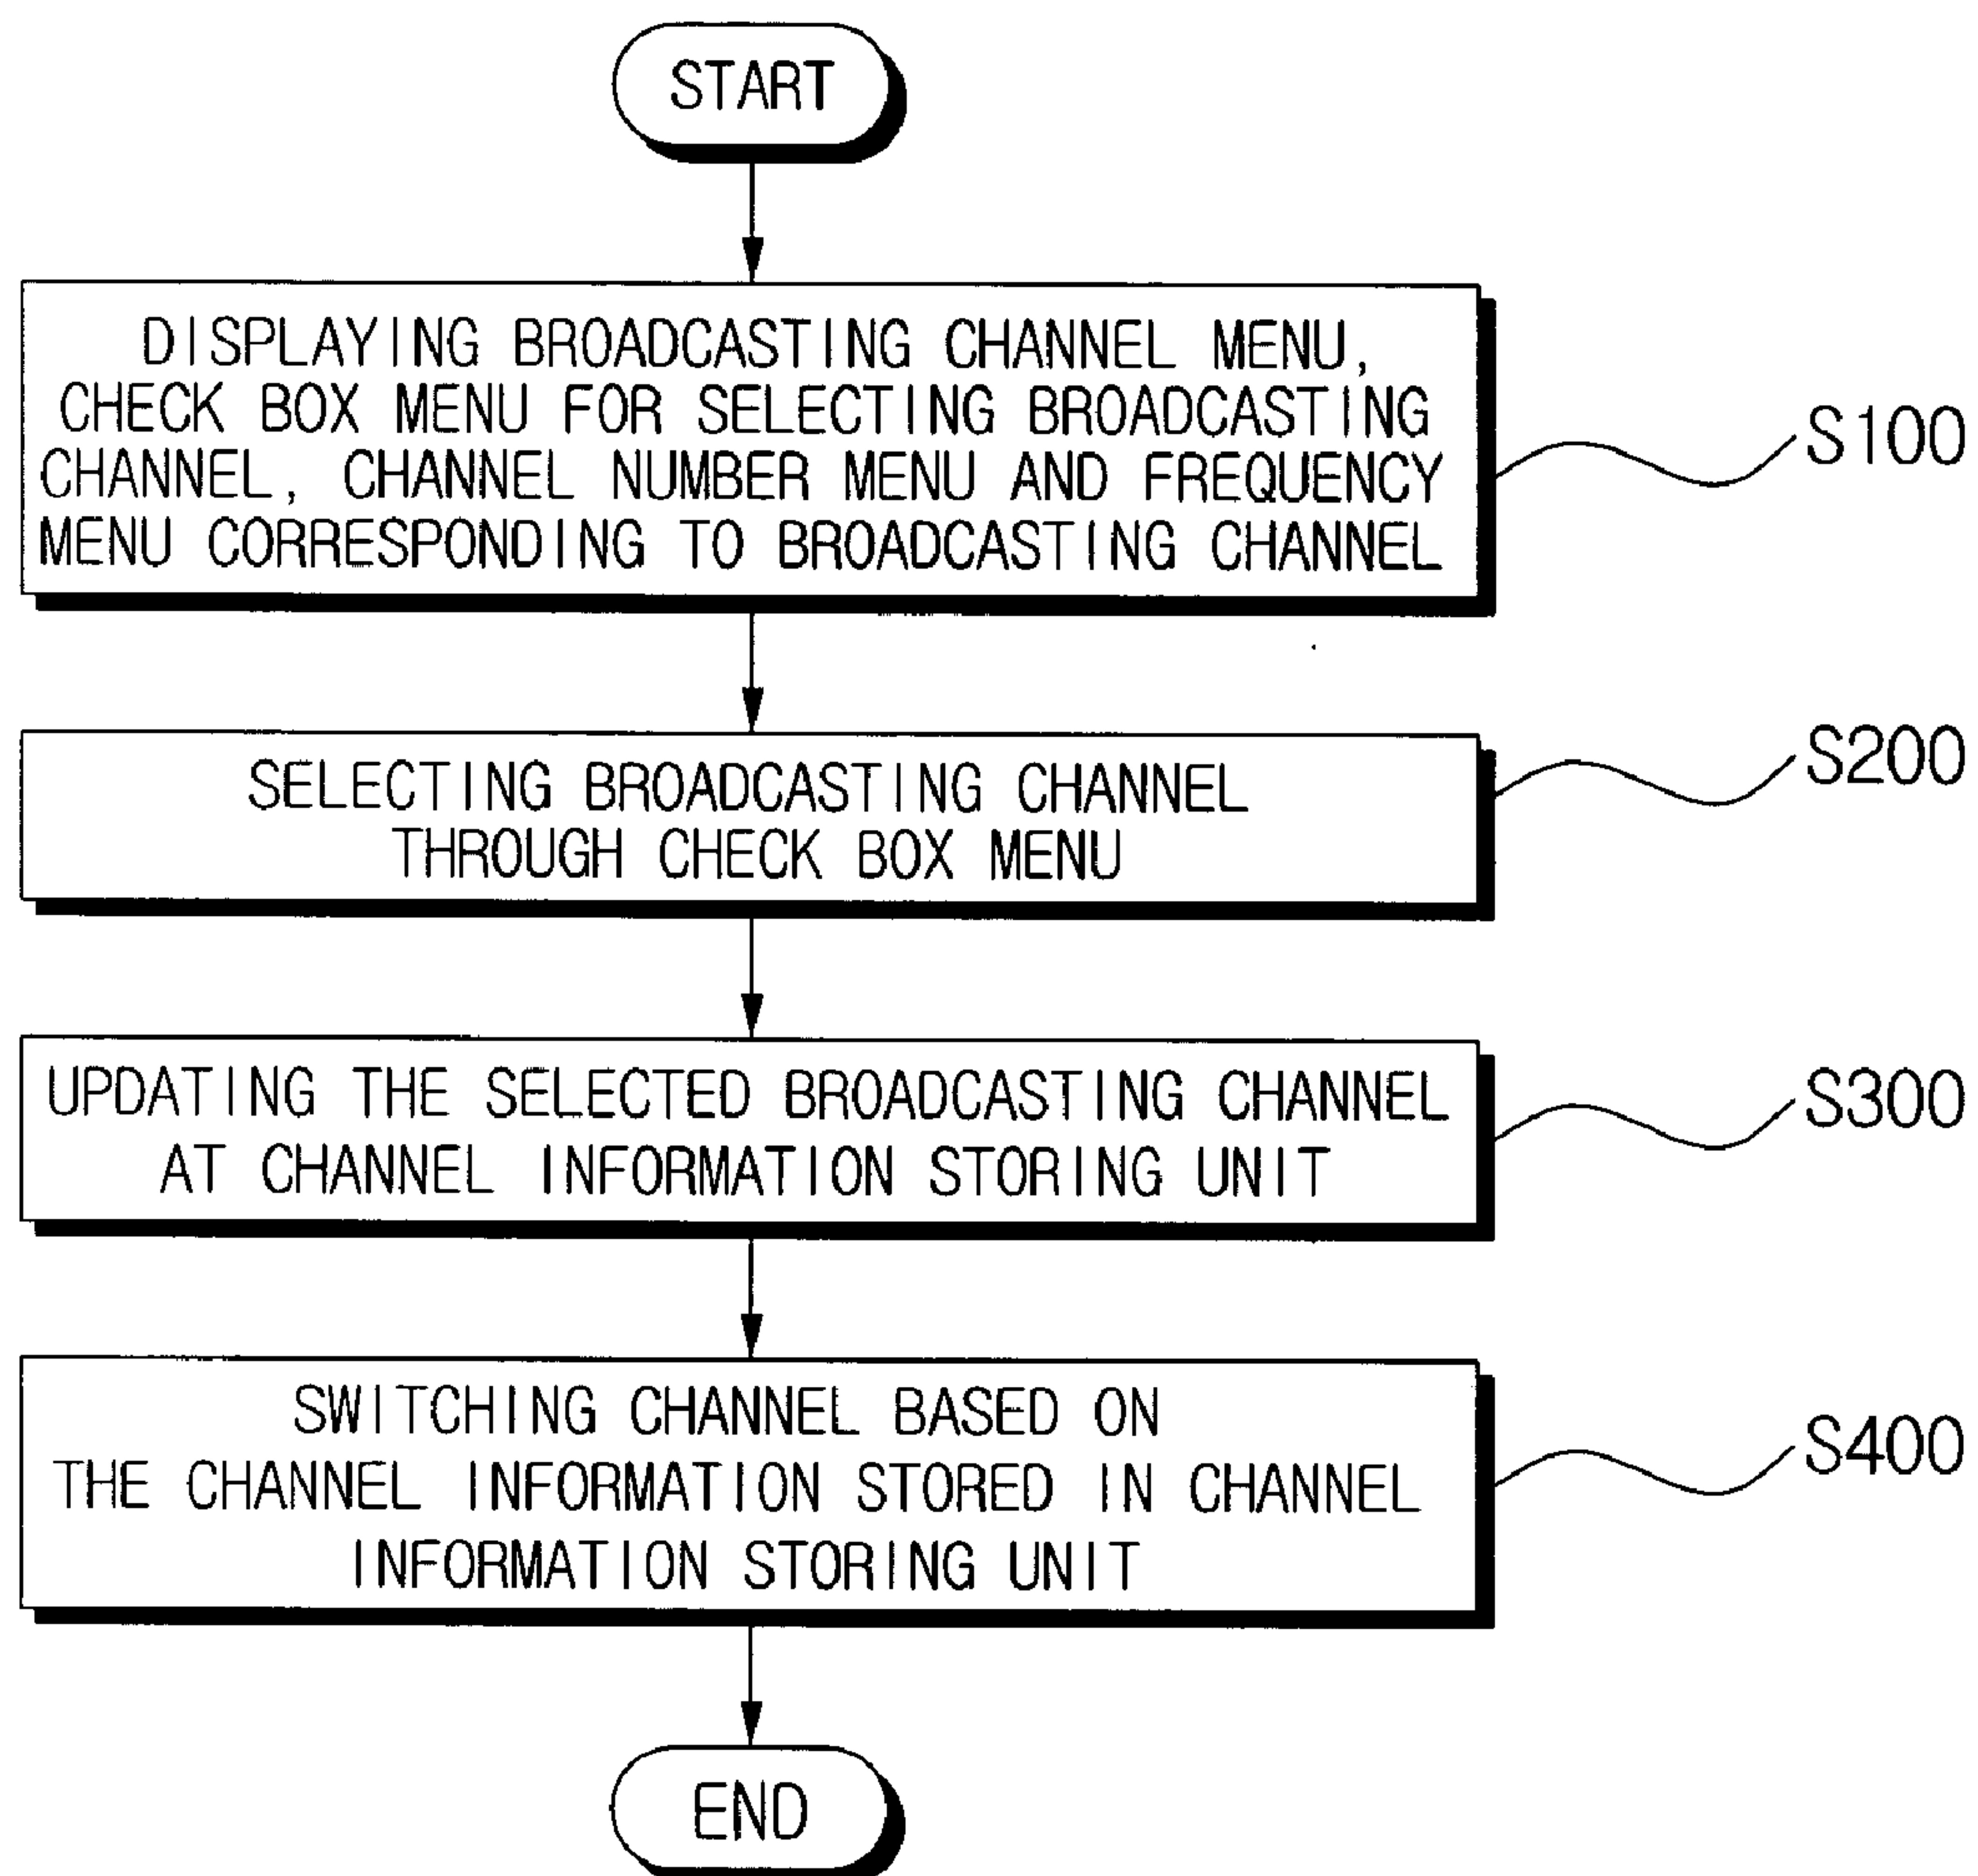 START
DISPLAYING BROADCASTING CHANNEL MENU,
CHECK BOX MENU FOR SELECTING BROADCASTING
CHANNEL, CHANNEL NUMBER MENU AND FREQUENCY
MENU CORRESPONDING TO BROADCASTING CHANNEL
S100
SELECTING BROADCASTING CHANNEL
THROUGH CHECK BOX MENU
S200
UPDATING THE SELECTED BROADCASTING CHANNEL
AT CHANNEL INFORMATION STORING UNIT
S300
SWITCHING CHANNEL BASED ON
THE CHANNEL INFORMATION STORED IN CHANNEL
INFORMATION STORING UNIT
S400
END